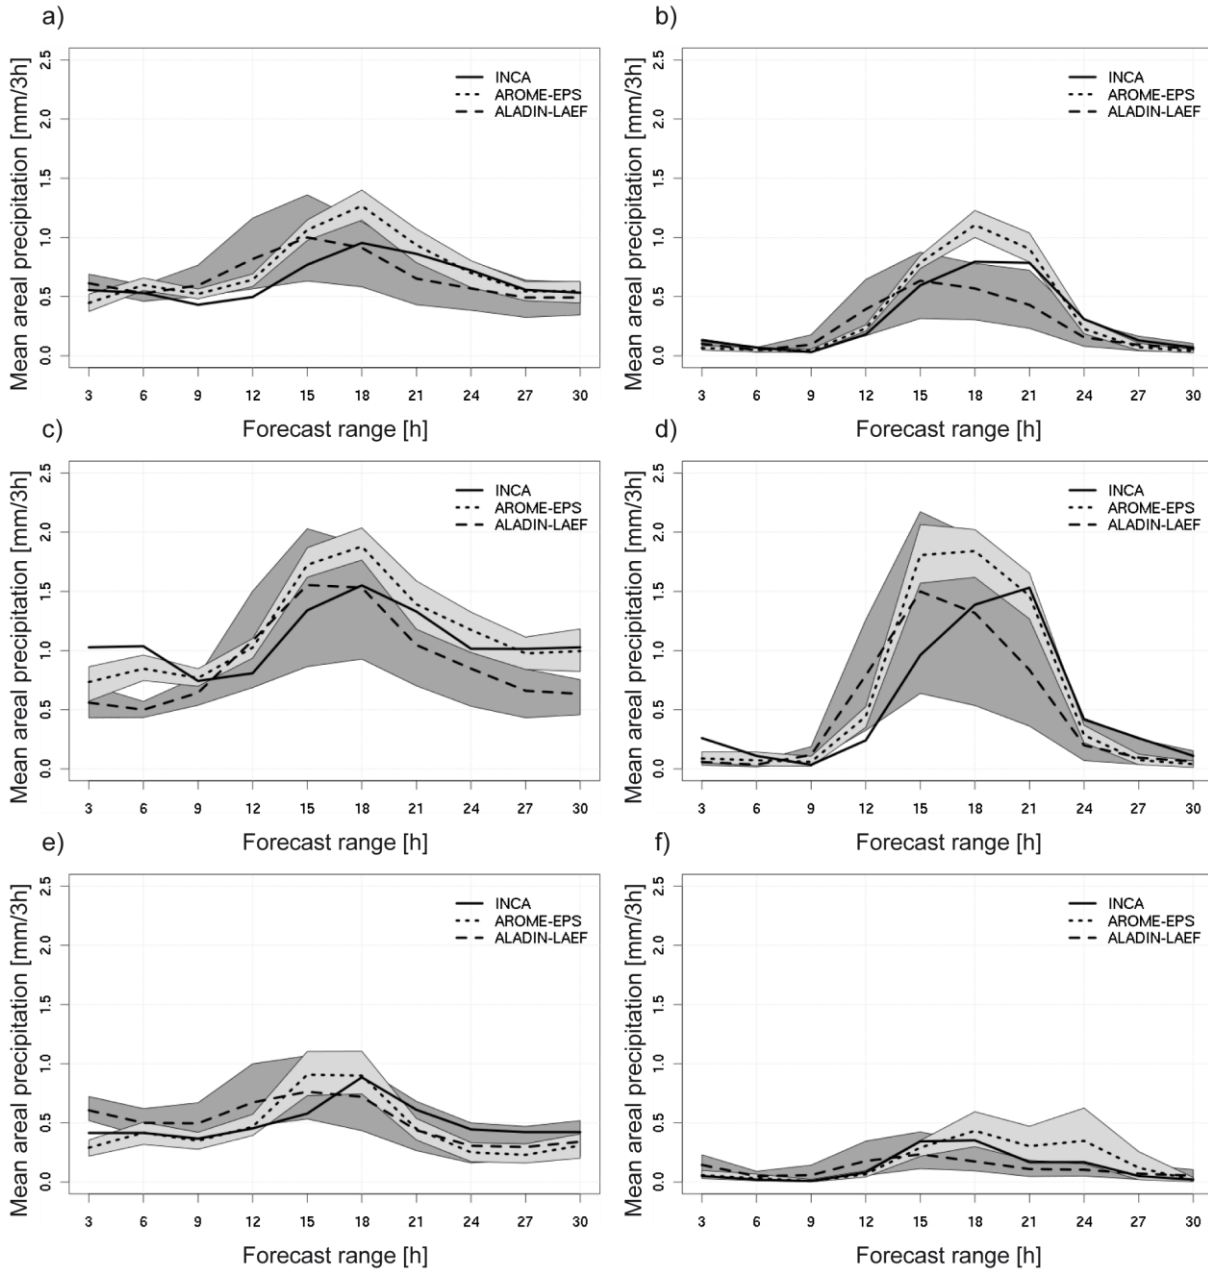 a)
Mean areal precipitation [mm/3h]
2.5
2.0
1.5
1.0
0.5
0.0
INCA
AROME-EPS
ALADIN-LAEF
3 6 9 12 15 18 21 24 27 30
Forecast range [h]
b)
Mean areal precipitation [mm/3h]
2.5
2.0
1.5
1.0
0.5
0.0
INCA
AROME-EPS
ALADIN-LAEF
3 6 9 12 15 18 21 24 27 30
Forecast range [h]
c)
Mean areal precipitation [mm/3h]
2.5
2.0
1.5
1.0
0.5
0.0
INCA
AROME-EPS
ALADIN-LAEF
3 6 9 12 15 18 21 24 27 30
Forecast range [h]
d)
Mean areal precipitation [mm/3h]
2.5
2.0
1.5
1.0
0.5
0.0
INCA
AROME-EPS
ALADIN-LAEF
3 6 9 12 15 18 21 24 27 30
Forecast range [h]
e)
Mean areal precipitation [mm/3h]
2.5
2.0
1.5
1.0
0.5
0.0
INCA
AROME-EPS
ALADIN-LAEF
3 6 9 12 15 18 21 24 27 30
Forecast range [h]
f)
Mean areal precipitation [mm/3h]
2.5
2.0
1.5
1.0
0.5
0.0
INCA
AROME-EPS
ALADIN-LAEF
3 6 9 12 15 18 21 24 27 30
Forecast range [h]